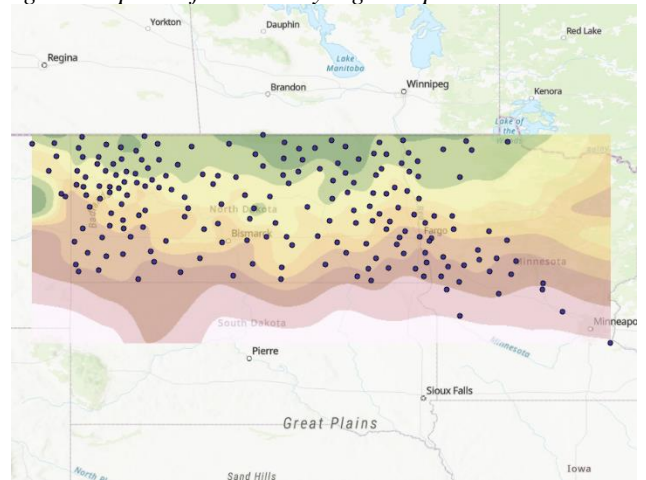 Yorkton
Dauphin
Red Lake
Regina
Lake
Manitoba
Brandon
Winnipeg
Kenora
Lake of
the
North Dakota
Bismarck
Fargo
Minnesota
South Dakota
Minneapo
Minnesota
Pierre
Sioux Falls
Great Plains
Iowa
Sand Hills
North P